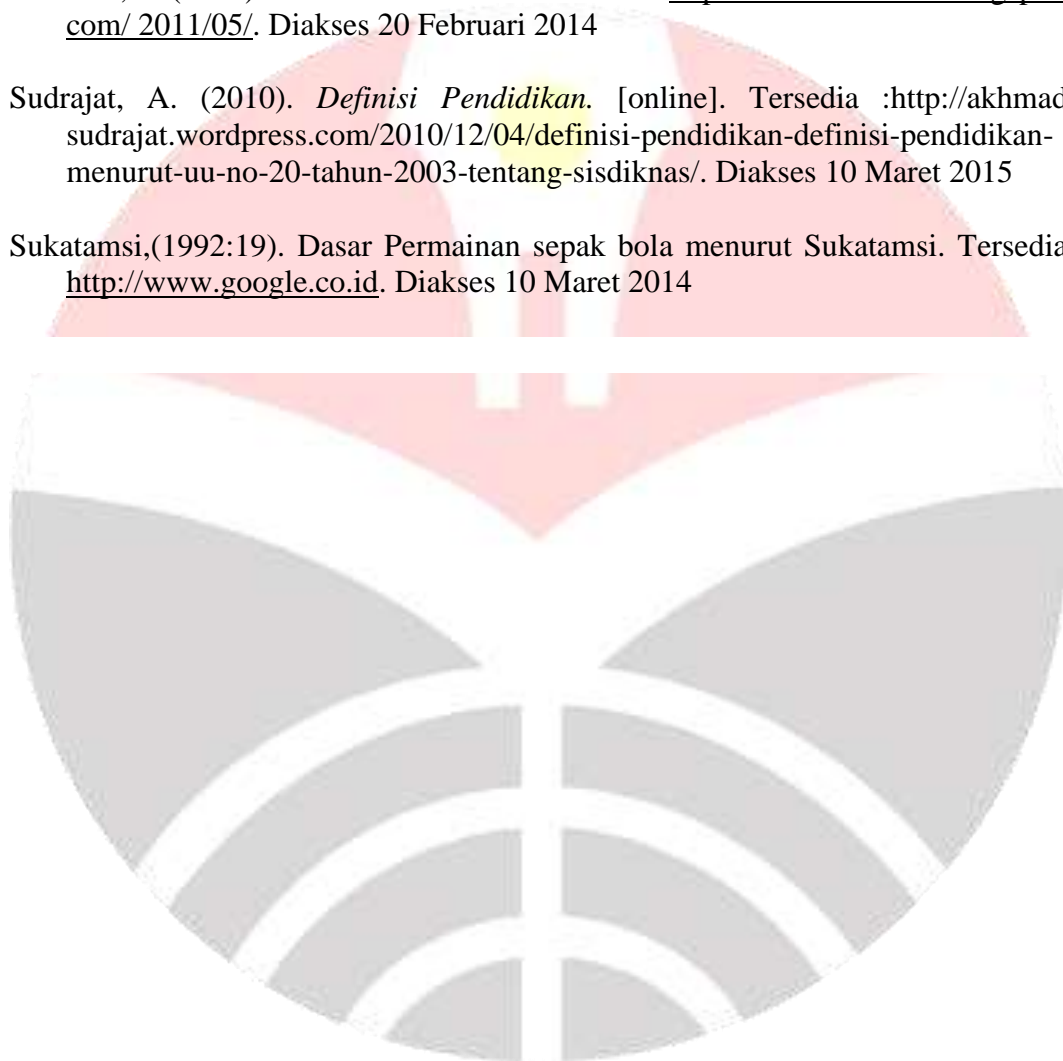 com/ 2011/05/. Diakses 20 Februari 2014
Sudrajat, A. (2010). Definisi Pendidikan. [online]. Tersedia :http://akhmad
sudrajat.wordpress.com/2010/12/04/definisi-pendidikan-definisi-pendidikan-
menurut-uu-no-20-tahun-2003-tentang-sisdiknas/. Diakses 10 Maret 2015
Sukatamsi,(1992:19). Dasar Permainan sepak bola menurut Sukatamsi. Tersedia
http://www.google.co.id. Diakses 10 Maret 2014